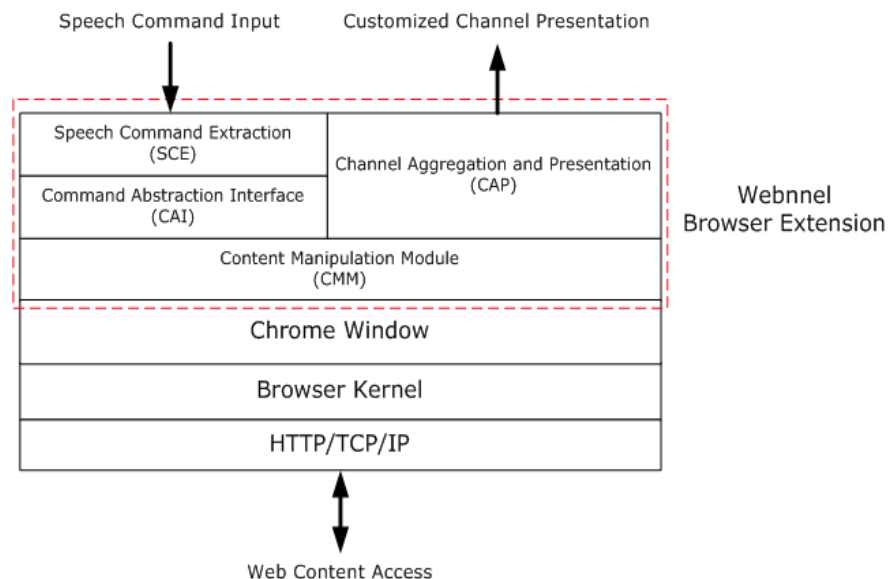 Speech Command Input
Customized Channel Presentation
Speech Command Extraction
(SCE)
Channel Aggregation and Presentation
(CAP)
Command Abstraction Interface
(CAI)
Webnnel
Browser Extension
Content Manipulation Module
(CMM)
Chrome Window
Browser Kernel
HTTP/TCP/IP
Web Content Access